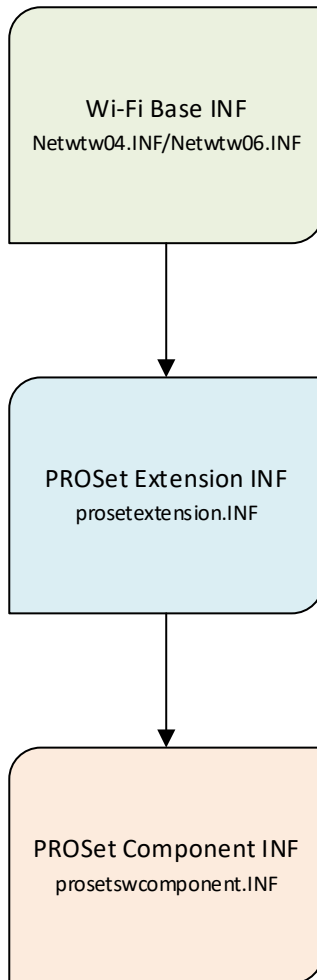 Wi-Fi Base INF
Netwtw04.INF/Netwtw06.INF
PROSet Extension INF
prosetextension.INF
PROSet Component INF
prosetswcomponent.INF